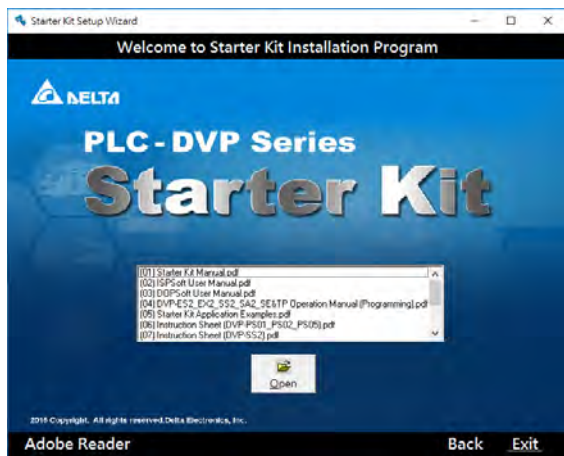 Starter Kit Setup Wizard
Welcome to Starter Kit Installation Program
DELTA
PLC-DVP Series
Starter Kit
(01) Starter Kit Manual.pdf
(02) ISPSoft User Manual.pdf
(03) DOPSoft User Manual.pdf
(04) DVP-ES2_EX2_SS2_SA2_SE&TP Operation Manual (Programming).pdf
(05) Starter Kit Application Examples.pdf
(06) Instruction Sheet (DVP-PS01_PS02_PS05).pdf
(07) Instruction Sheet (DVP-SS2).pdf
Open
2015 Copyright. All rights reserved.Delta Electronics, Inc.
Adobe Reader Back Exit